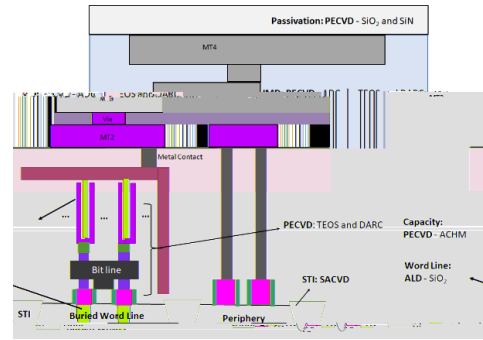 Passivation: PECVD - SiO₂ and SiN
MT4
Via
MT2
Metal Contact
...
...
...
PECVD: TEOS and DARC
Capacity:
PECVD - ACHM
Bit line
STI: SACVD
Word Line:
ALD - SiO₂
STI
Buried Word Line
Periphery